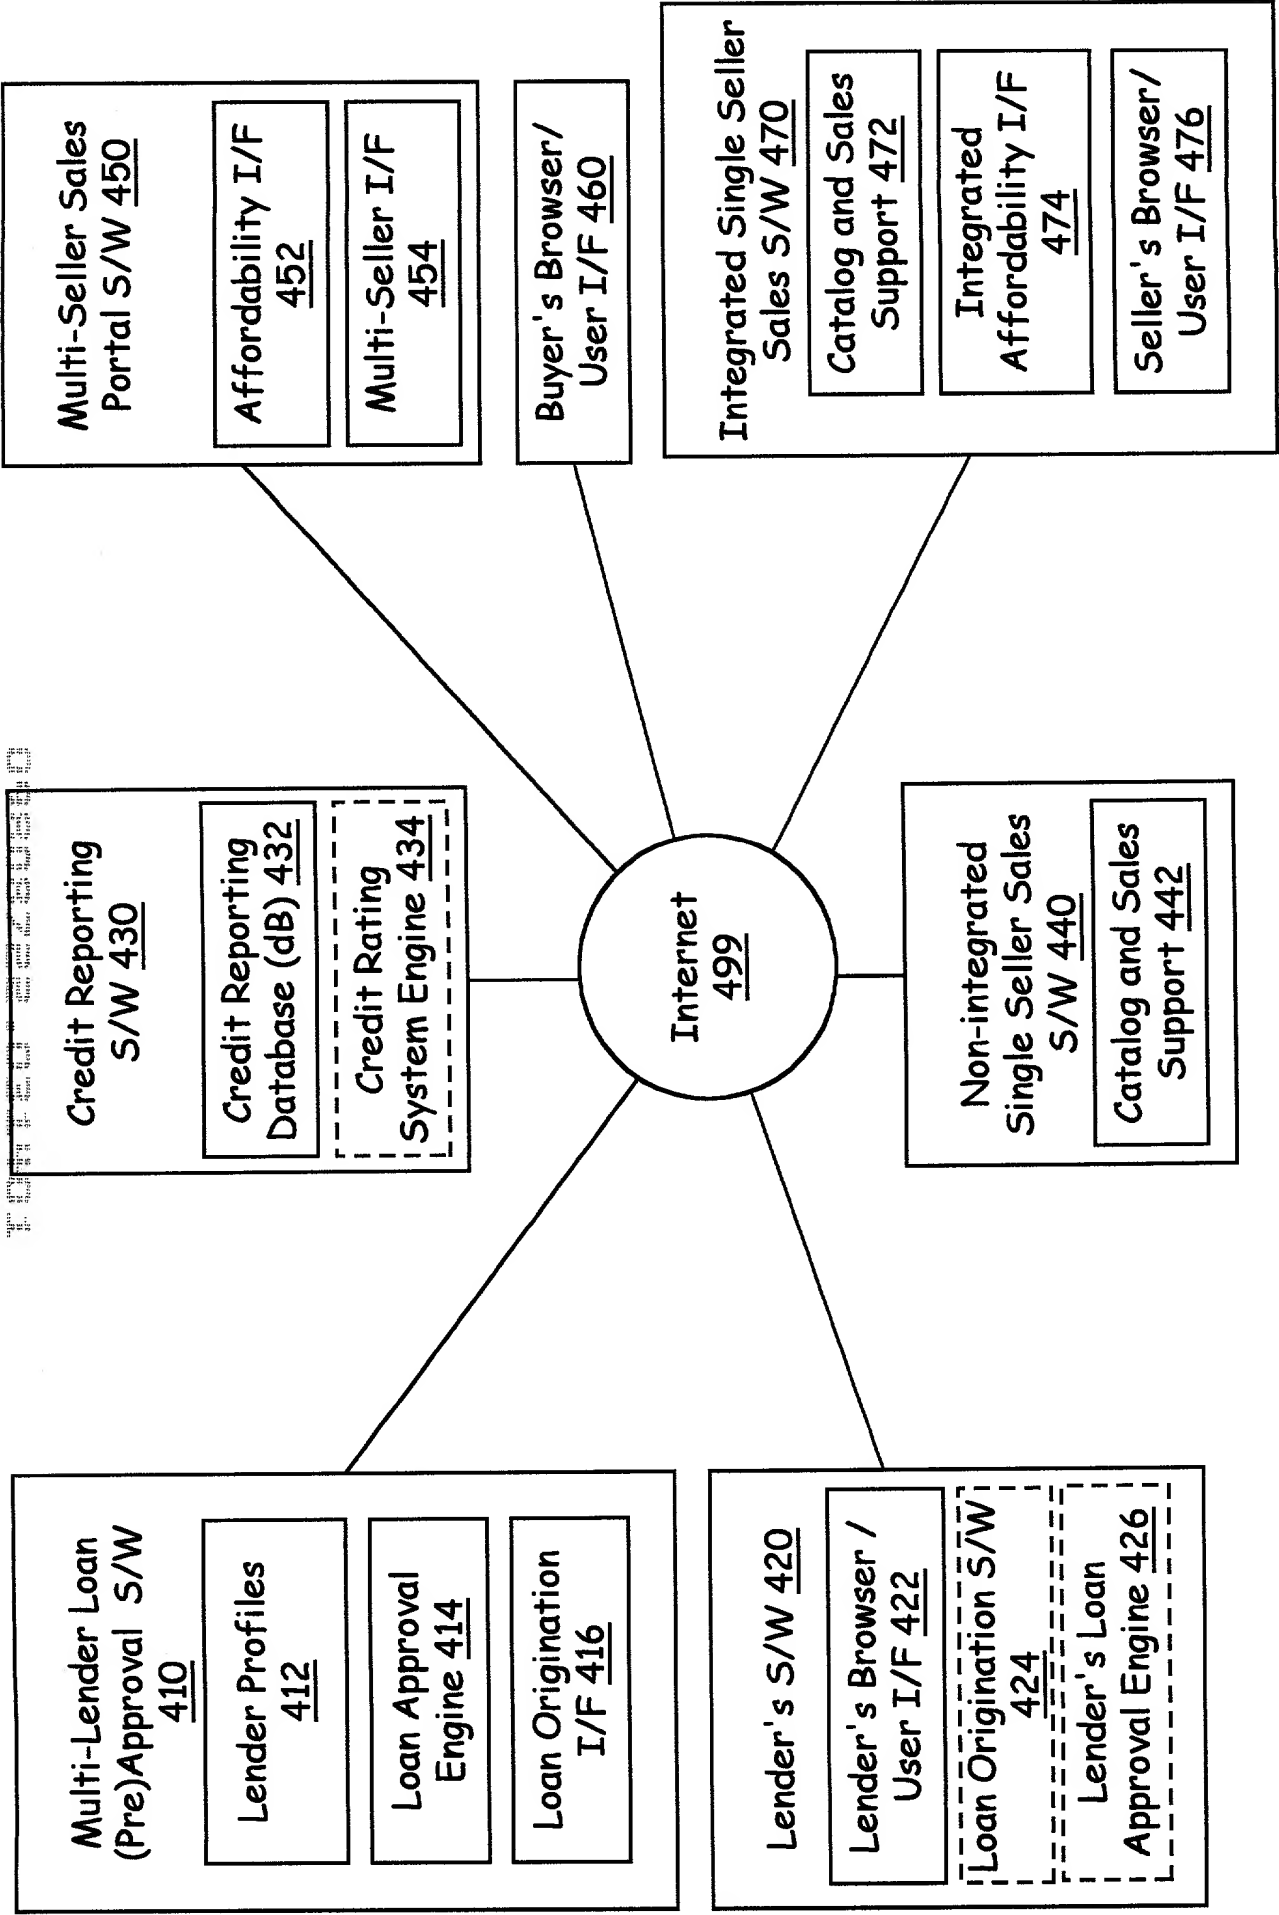 Multi-Lender Loan
(Pre)Approval S/W
410
Lender Profiles
412
Loan Approval
Engine 414
Loan Origination
I/F 416
Credit Reporting
S/W 430
Credit Reporting
Database (dB) 432
Credit Rating
System Engine 434
Multi-Seller Sales
Portal S/W 450
Affordability I/F
452
Multi-Seller I/F
454
Buyer's Browser/
User I/F 460
Internet
499
Lender's S/W 420
Lender's Browser /
User I/F 422
Loan Origination S/W
424
Lender's Loan
Approval Engine 426
Non-integrated
Single Seller Sales
S/W 440
Catalog and Sales
Support 442
Integrated Single Seller
Sales S/W 470
Catalog and Sales
Support 472
Integrated
Affordability I/F
474
Seller's Browser/
User I/F 476